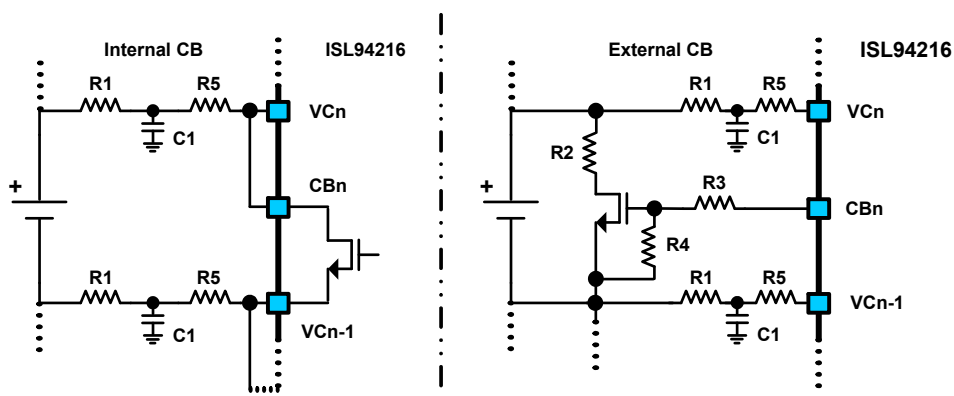 Internal CB
ISL94216
R1
R5
VCn
C1
CBn
+
R1
R5
C1
VCn-1
External CB
ISL94216
R1
R5
VCn
C1
R2
+
R3
CBn
R4
R1
R5
C1
VCn-1